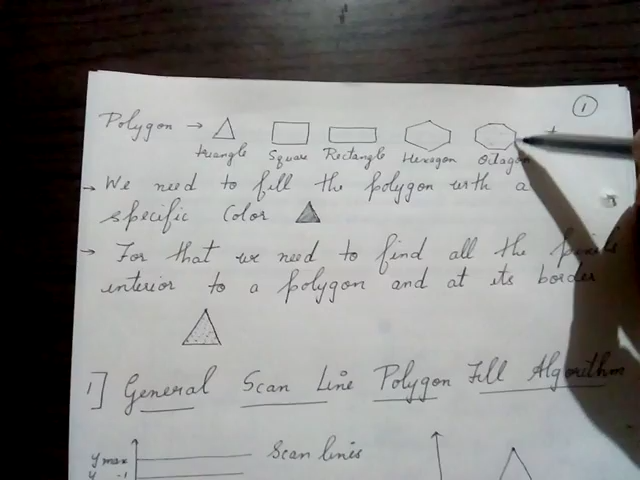 1
Polygon →
triangle Square Rectangle Hexagon Octagon
→ We need to fill the polygon with a
specific Color
→ For that we need to find all the points
interior to a polygon and at its border
1] General Scan Line Polygon Fill Algorithm
Scan lines
ymax